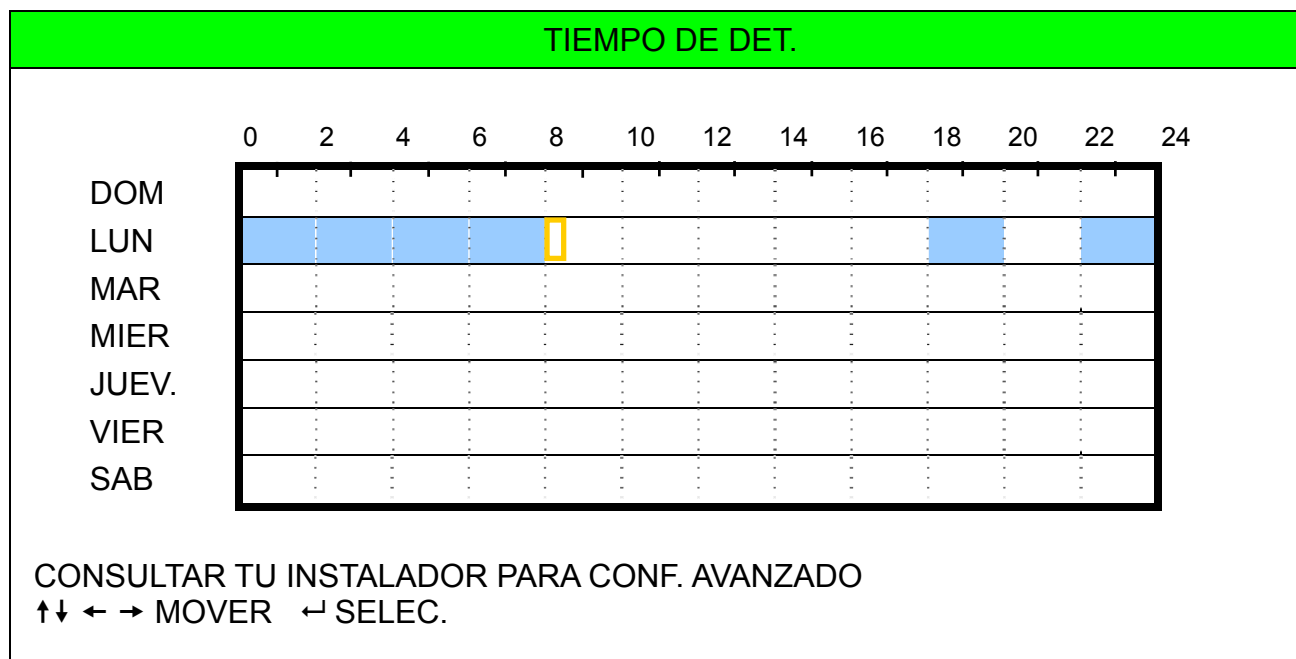 TIEMPO DE DET.
0 2 4 6 8 10 12 14 16 18 20 22 24
DOM
LUN
MAR
MIER
JUEV.
VIER
SAB
CONSULTAR TU INSTALADOR PARA CONF. AVANZADO
↑↓ ← → MOVER ↵ SELEC.